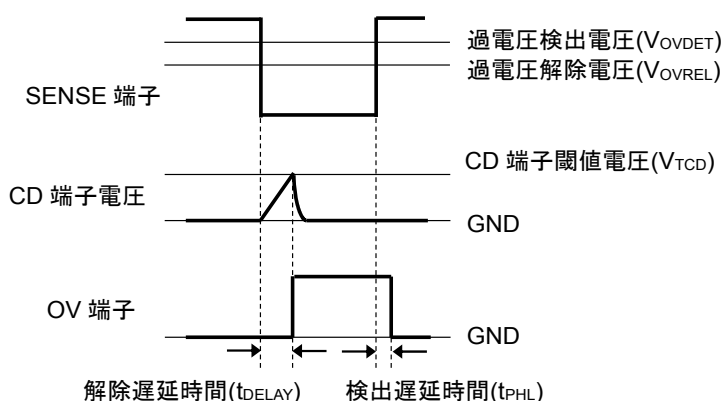 過電圧検出電圧(VOVDET)
過電圧解除電圧(VOVREL)
SENSE 端子
CD 端子閾値電圧(VTCD)
CD 端子電圧
GND
OV 端子
GND
解除遅延時間(tDELAY) 検出遅延時間(tPHL)